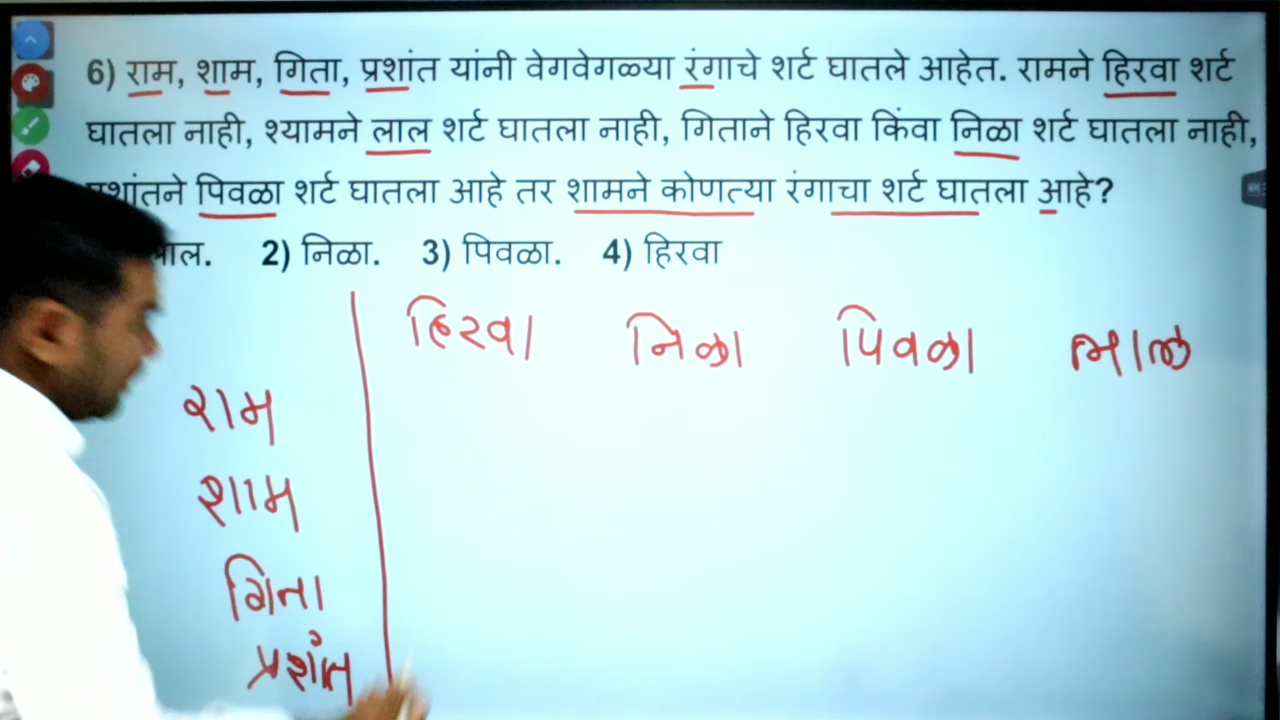 6) राम, शाम, गिता, प्रशांत यांनी वेगवेगळ्या रंगाचे शर्ट घातले आहेत. रामने हिरवा शर्ट
घातला नाही, श्यामने लाल शर्ट घातला नाही, गिताने हिरवा किंवा निळा शर्ट घातला नाही,
पिवळा शर्ट घातला आहे तर शामने कोणत्या रंगाचा शर्ट घातला आहे?
2) निळा. 3) पिवळा. 4) हिरवा
हिरवा निळा पिवळा लाल
राम
शाम
गिता
प्रशांत